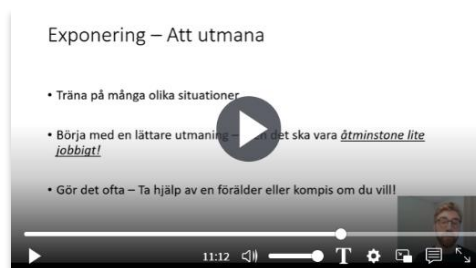 Exponering – Att utmana
• Träna på många olika situationer
• Börja med en lättare utmaning – det ska vara åtminstone lite
jobbigt!
• Gör det ofta – Ta hjälp av en förälder eller kompis om du vill!
11:12 T